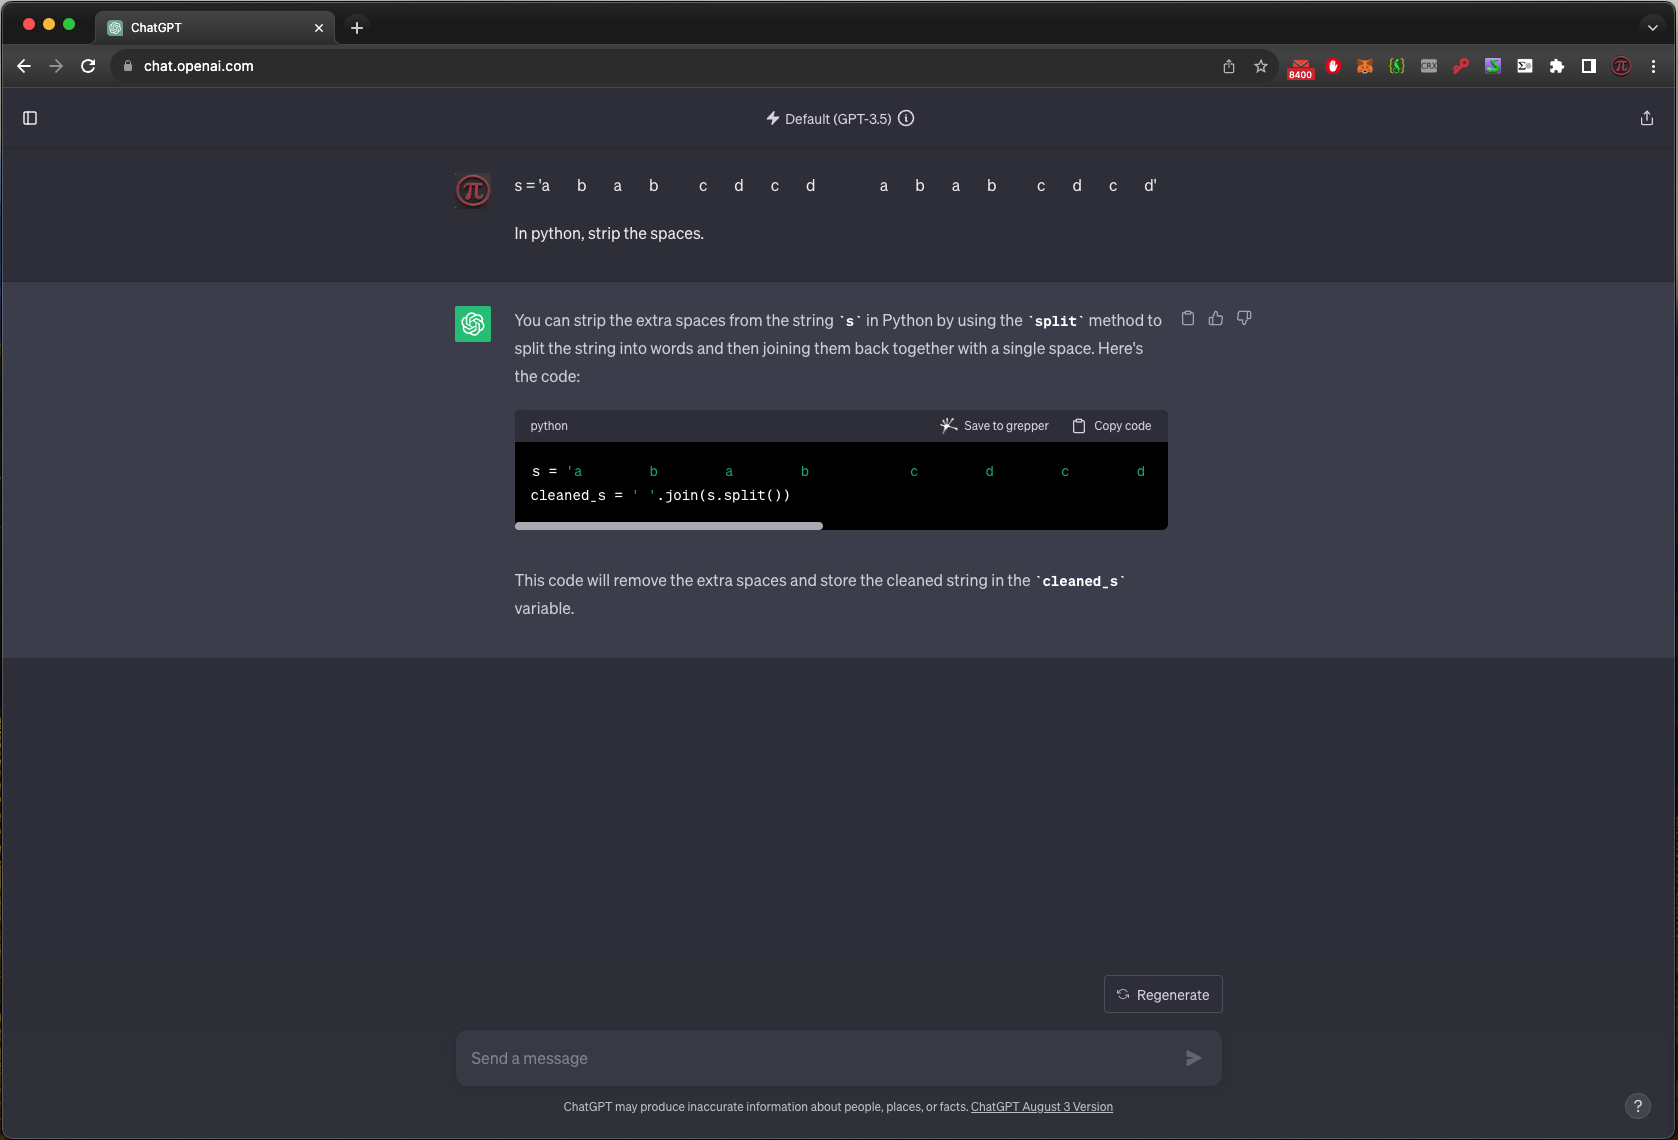 ChatGPT
chat.openai.com
8400
CRX
Default (GPT-3.5)
s = 'a b a b c d c d a b a b c d c d'
In python, strip the spaces.
You can strip the extra spaces from the string `s` in Python by using the `split` method to
split the string into words and then joining them back together with a single space. Here's
the code:
python Save to grepper Copy code
s = 'a b a b c d c d
cleaned_s = ' '.join(s.split())
This code will remove the extra spaces and store the cleaned string in the `cleaned_s`
variable.
Regenerate
Send a message
ChatGPT may produce inaccurate information about people, places, or facts. ChatGPT August 3 Version
?